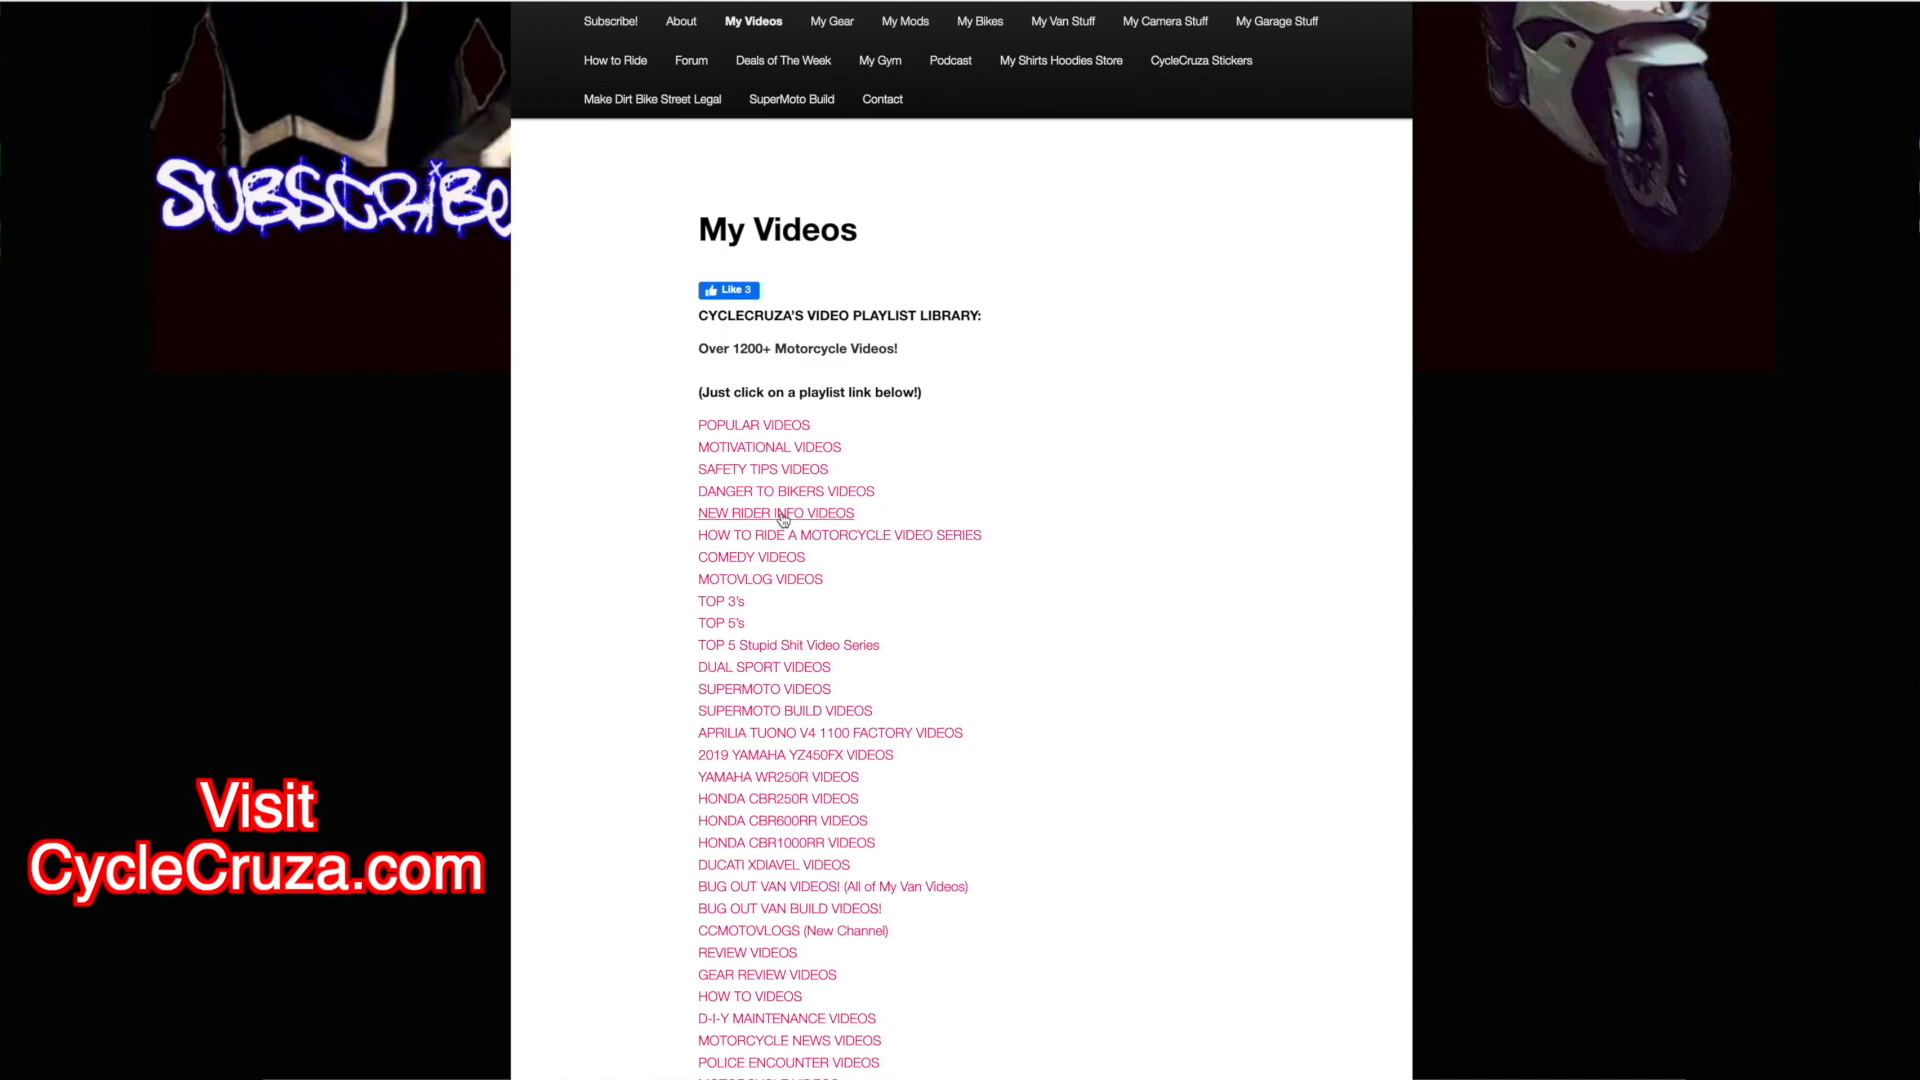 Subscribe! About My Videos My Gear My Mods My Bikes My Van Stuff My Camera Stuff My Garage Stuff
How to Ride Forum Deals of The Week My Gym Podcast My Shirts Hoodies Store CycleCruza Stickers
Make Dirt Bike Street Legal SuperMoto Build Contact
SUBSCRiBe
My Videos
Like 3
CYCLECRUZA'S VIDEO PLAYLIST LIBRARY:
Over 1200+ Motorcycle Videos!
(Just click on a playlist link below!)
POPULAR VIDEOS
MOTIVATIONAL VIDEOS
SAFETY TIPS VIDEOS
DANGER TO BIKERS VIDEOS
NEW RIDER INFO VIDEOS
HOW TO RIDE A MOTORCYCLE VIDEO SERIES
COMEDY VIDEOS
MOTOVLOG VIDEOS
TOP 3's
TOP 5's
TOP 5 Stupid Shit Video Series
DUAL SPORT VIDEOS
SUPERMOTO VIDEOS
SUPERMOTO BUILD VIDEOS
APRILIA TUONO V4 1100 FACTORY VIDEOS
2019 YAMAHA YZ450FX VIDEOS
YAMAHA WR250R VIDEOS
HONDA CBR250R VIDEOS
HONDA CBR600RR VIDEOS
HONDA CBR1000RR VIDEOS
DUCATI XDIAVEL VIDEOS
BUG OUT VAN VIDEOS! (All of My Van Videos)
BUG OUT VAN BUILD VIDEOS!
CCMOTOVLOGS (New Channel)
REVIEW VIDEOS
GEAR REVIEW VIDEOS
HOW TO VIDEOS
D-I-Y MAINTENANCE VIDEOS
MOTORCYCLE NEWS VIDEOS
POLICE ENCOUNTER VIDEOS
Visit
CycleCruza.com